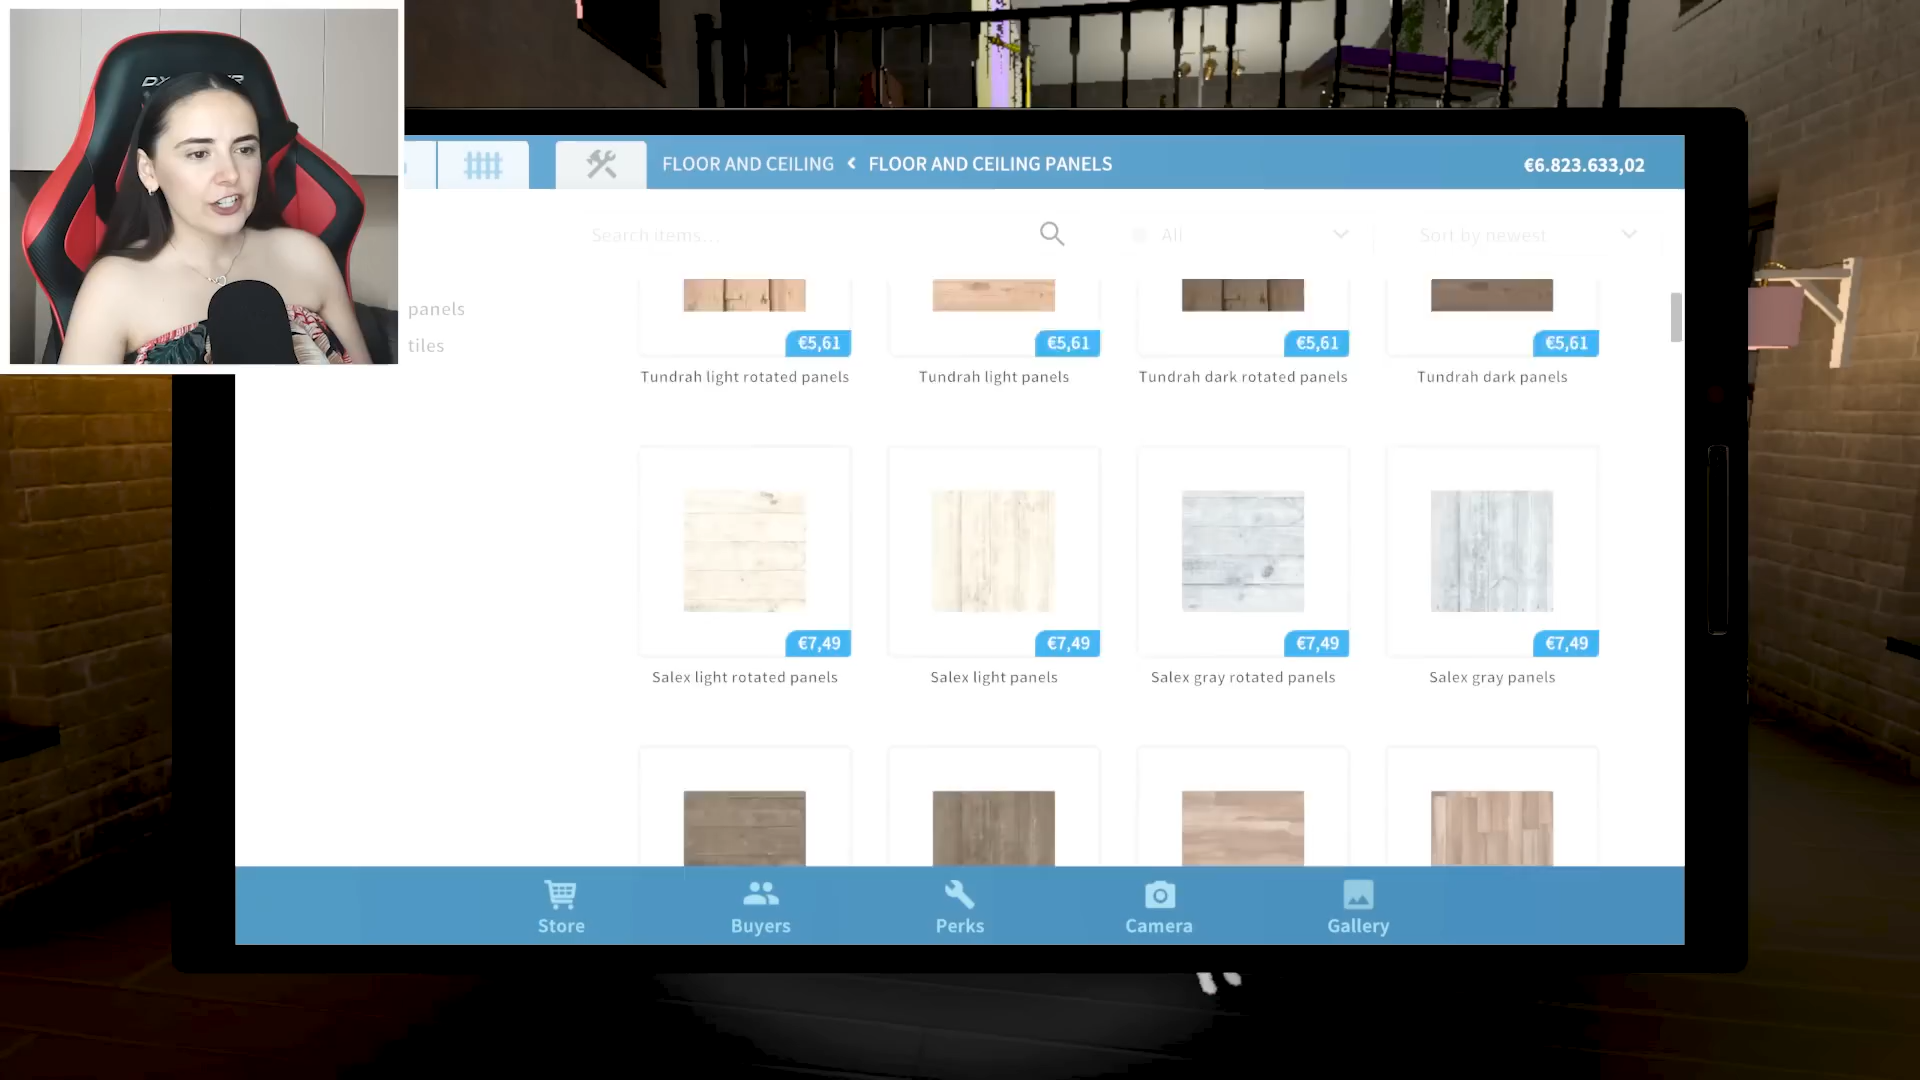 FLOOR AND CEILING < FLOOR AND CEILING PANELS
€6.823.633,02
Search items...
All
Sort by newest
panels
tiles
€5,61
€5,61
€5,61
€5,61
Tundrah light rotated panels
Tundrah light panels
Tundrah dark rotated panels
Tundrah dark panels
€7,49
€7,49
€7,49
€7,49
Salex light rotated panels
Salex light panels
Salex gray rotated panels
Salex gray panels
Store
Buyers
Perks
Camera
Gallery